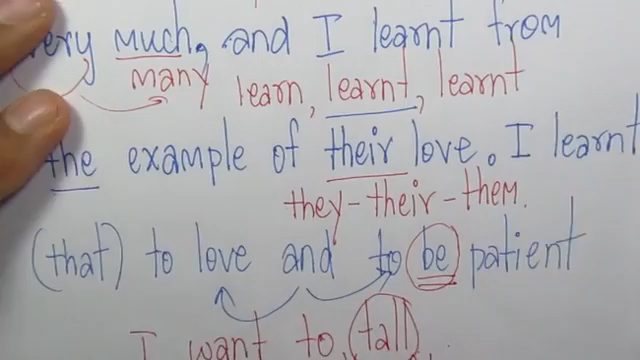 very much, and I learnt from
many learn, learnt, learnt
the example of their love. I learnt
they-their-them.
(that) to love and to be patient
I want to tall